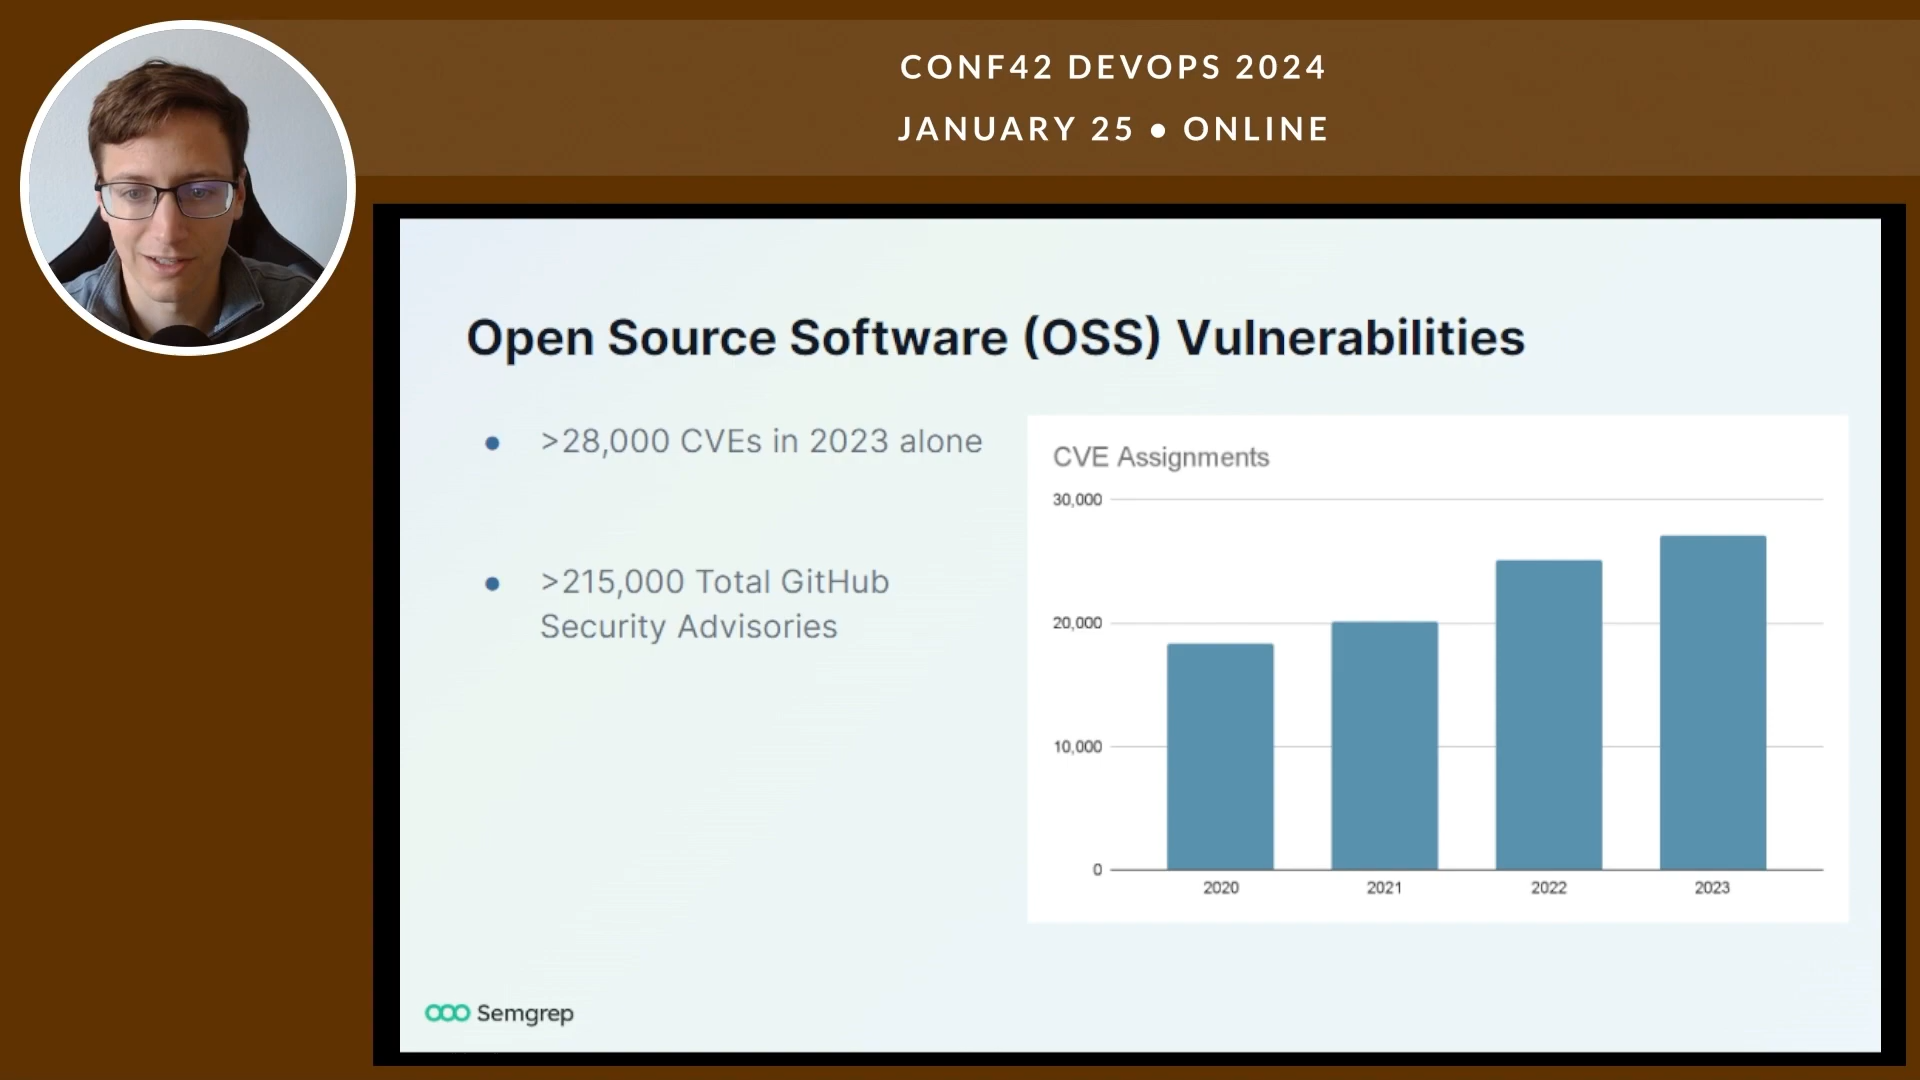 CONF42 DEVOPS 2024
JANUARY 25 • ONLINE
Open Source Software (OSS) Vulnerabilities
● >28,000 CVEs in 2023 alone
● >215,000 Total GitHub
Security Advisories
CVE Assignments
30,000
20,000
10,000
0
2020 2021 2022 2023
Semgrep